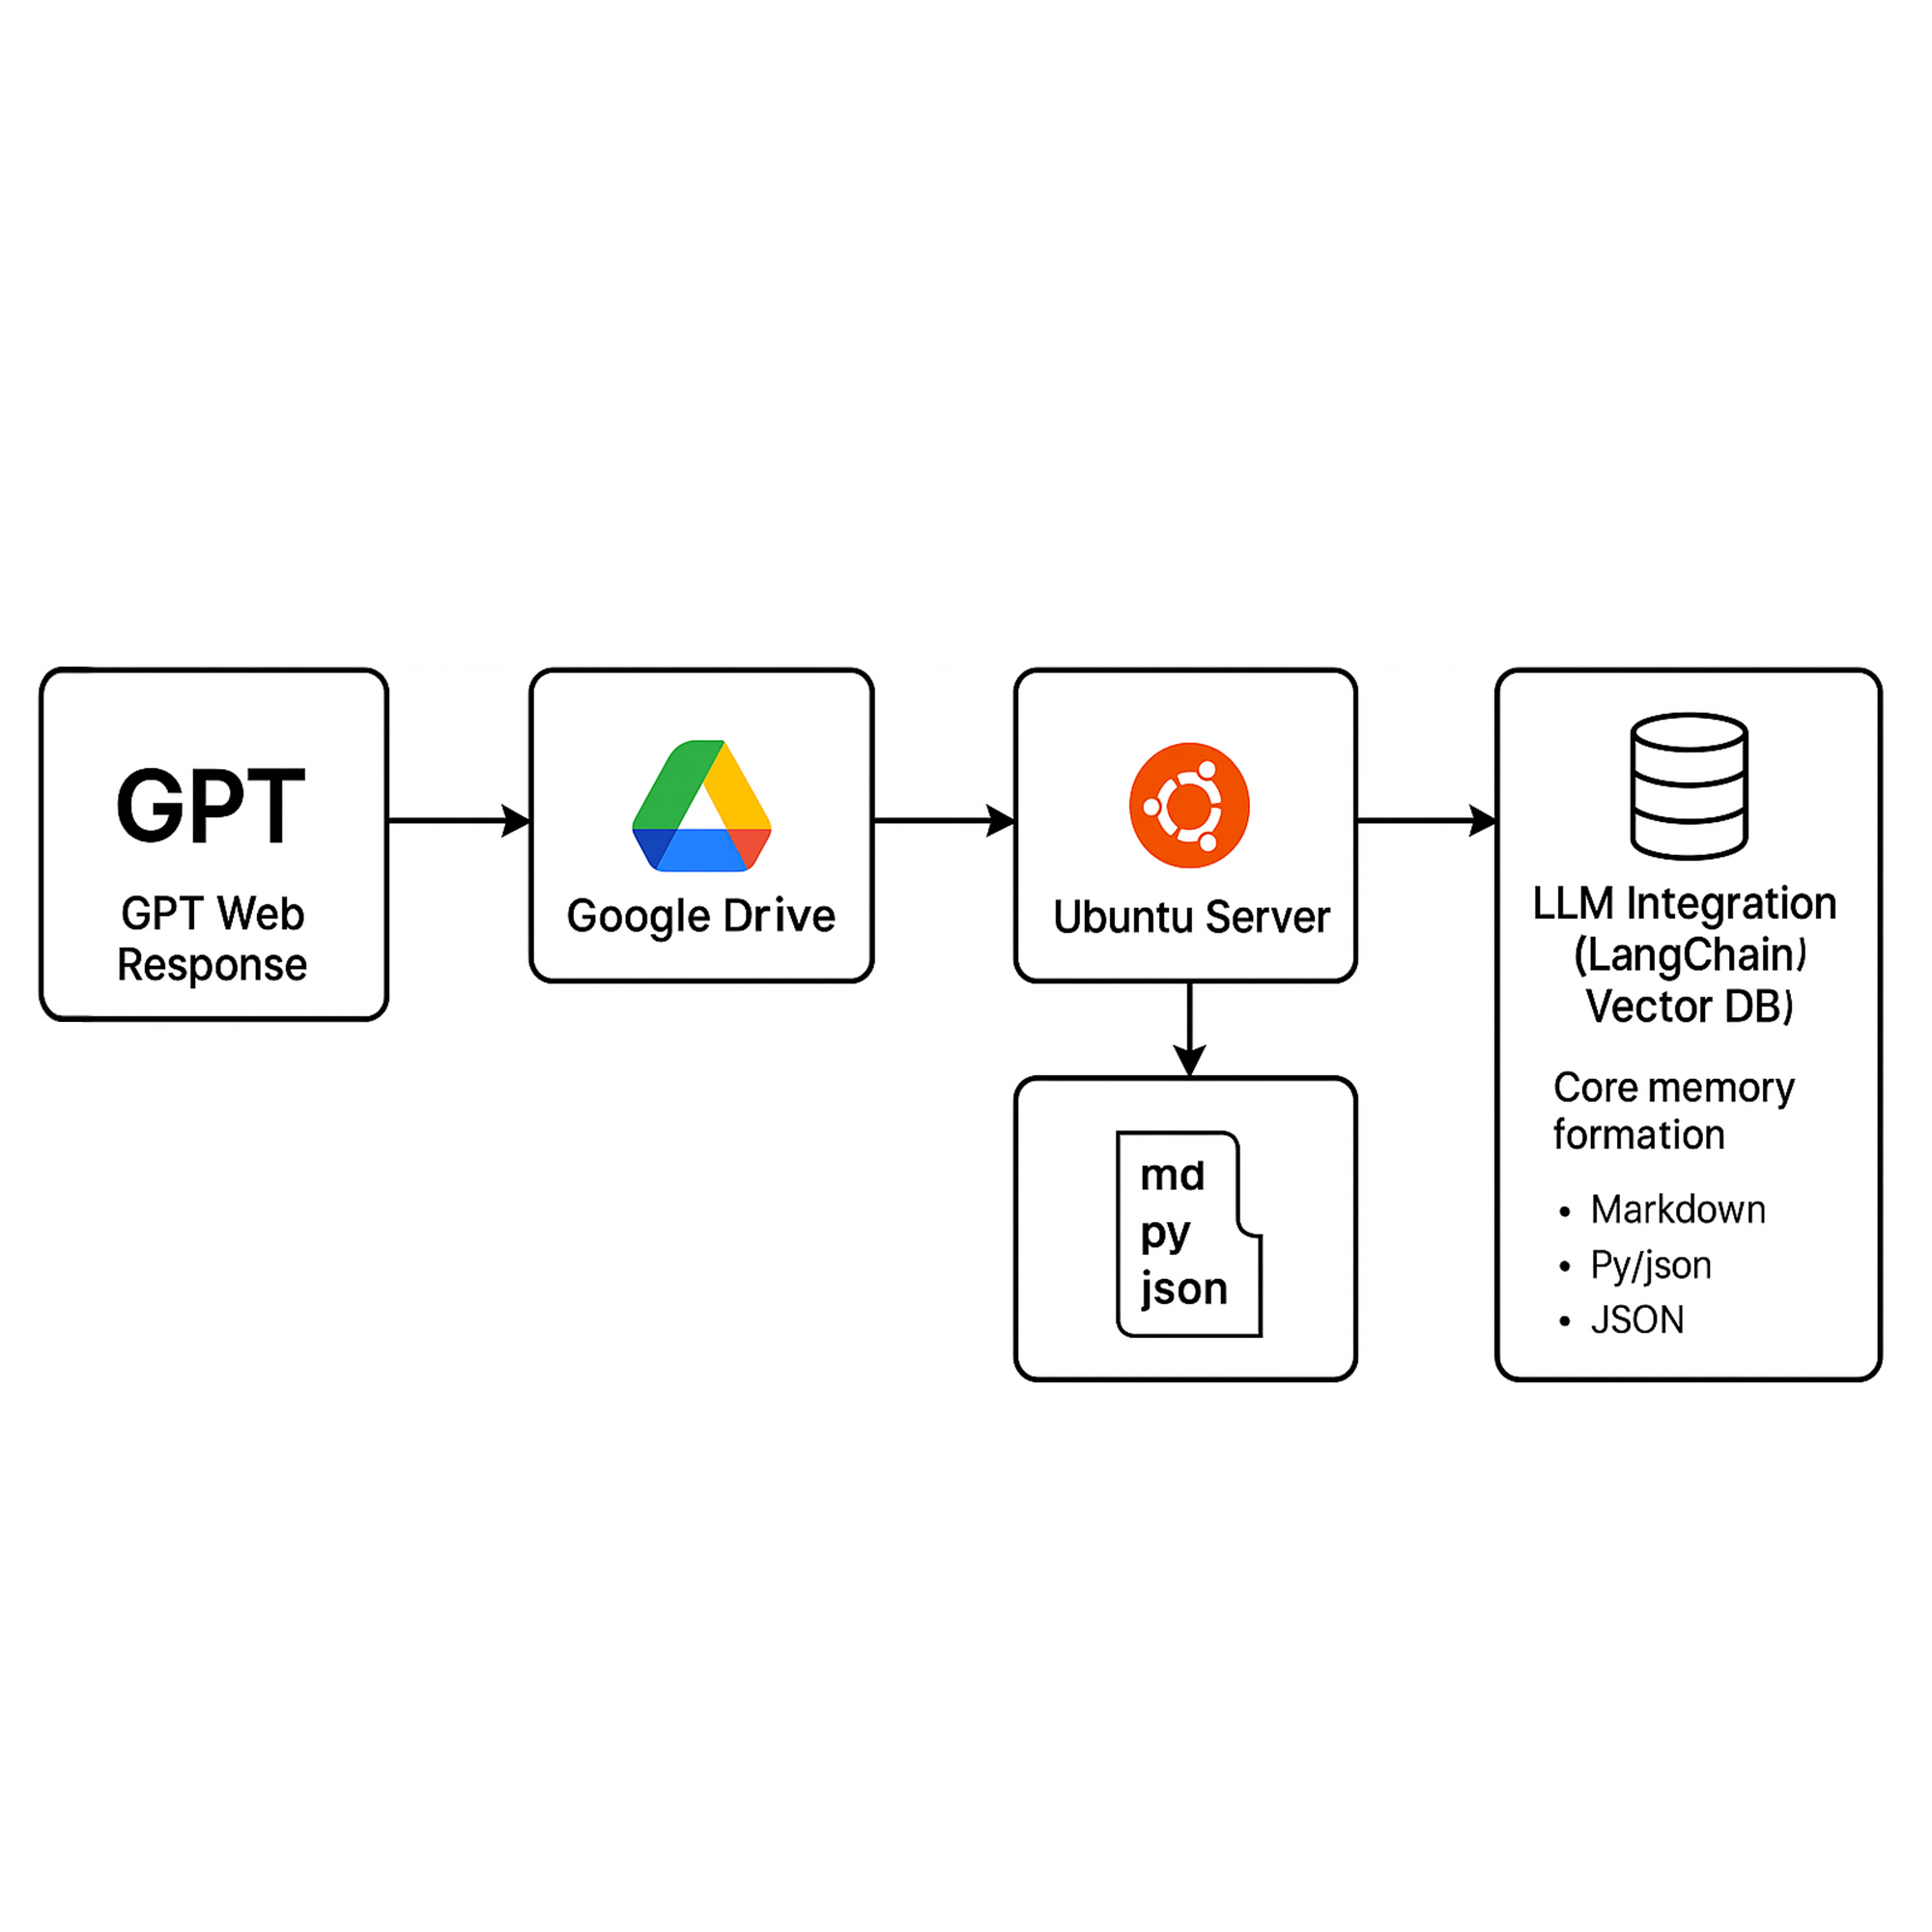 GPT
GPT Web
Response
Google Drive
Ubuntu Server
md
py
json
LLM Integration
(LangChain)
Vector DB)
Core memory
formation
• Markdown
• Py/json
• JSON